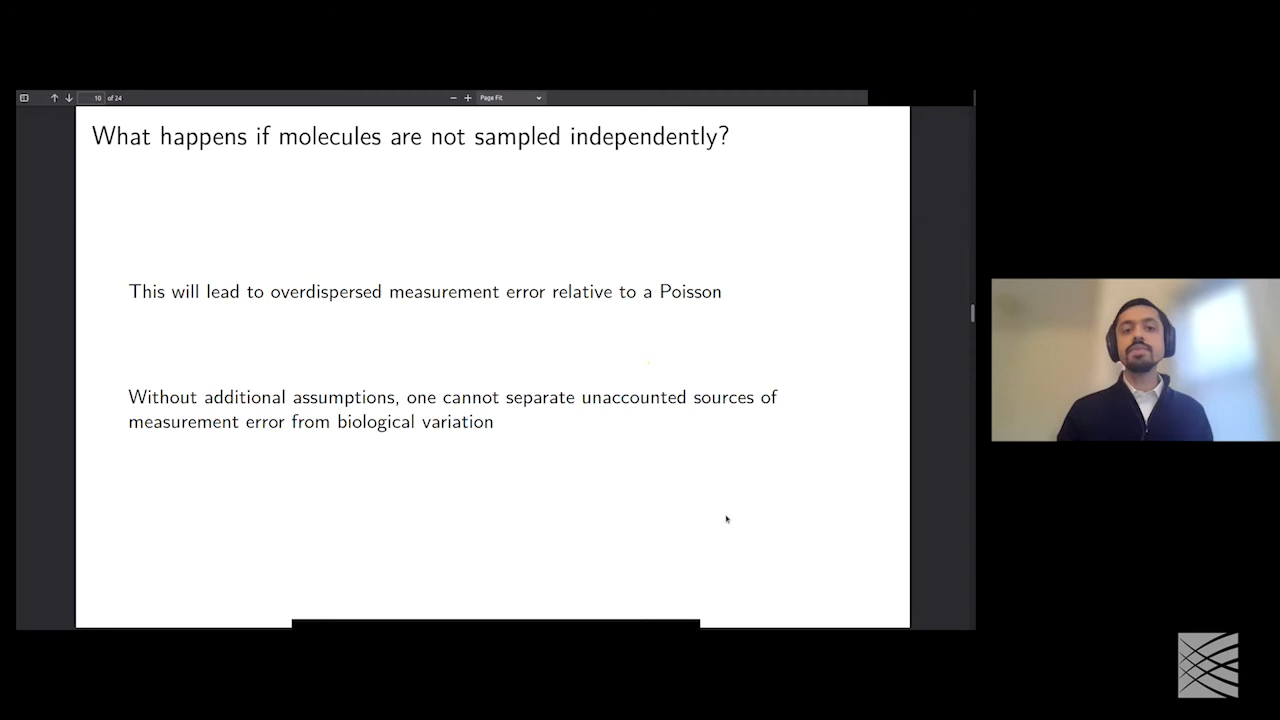 10 of 24
Page Fit
What happens if molecules are not sampled independently?
This will lead to overdispersed measurement error relative to a Poisson
Without additional assumptions, one cannot separate unaccounted sources of
measurement error from biological variation